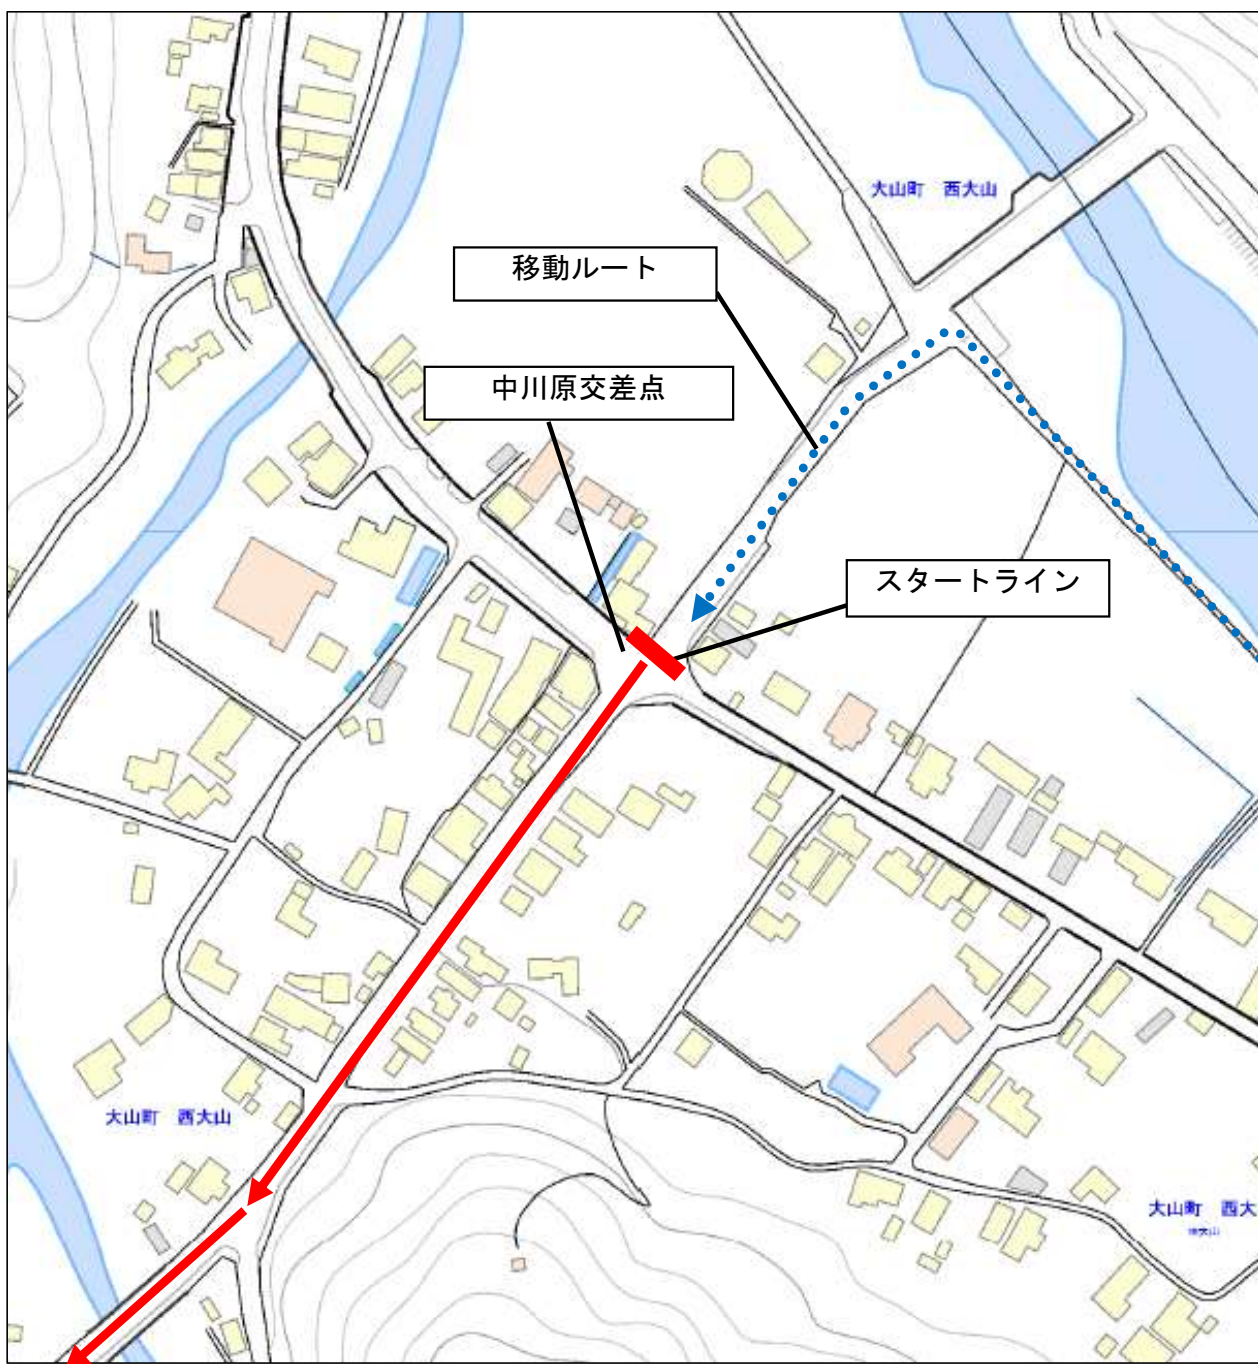 大山町 西大山
移動ルート
中川原交差点
スタートライン
大山町 西大山
大山町 西大